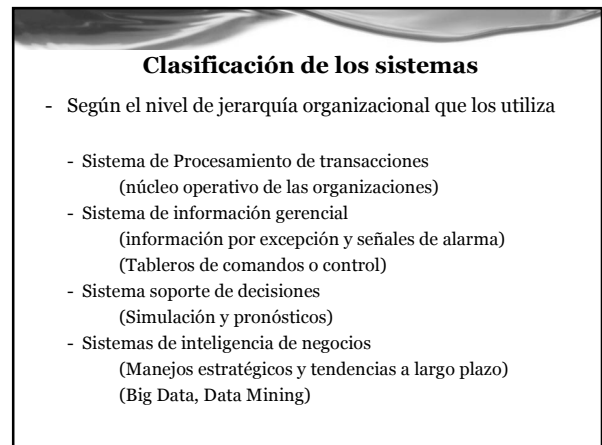 Clasificación de los sistemas
- Según el nivel de jerarquía organizacional que los utiliza
- Sistema de Procesamiento de transacciones
(núcleo operativo de las organizaciones)
- Sistema de información gerencial
(información por excepción y señales de alarma)
(Tableros de comandos o control)
- Sistema soporte de decisiones
(Simulación y pronósticos)
- Sistemas de inteligencia de negocios
(Manejos estratégicos y tendencias a largo plazo)
(Big Data, Data Mining)